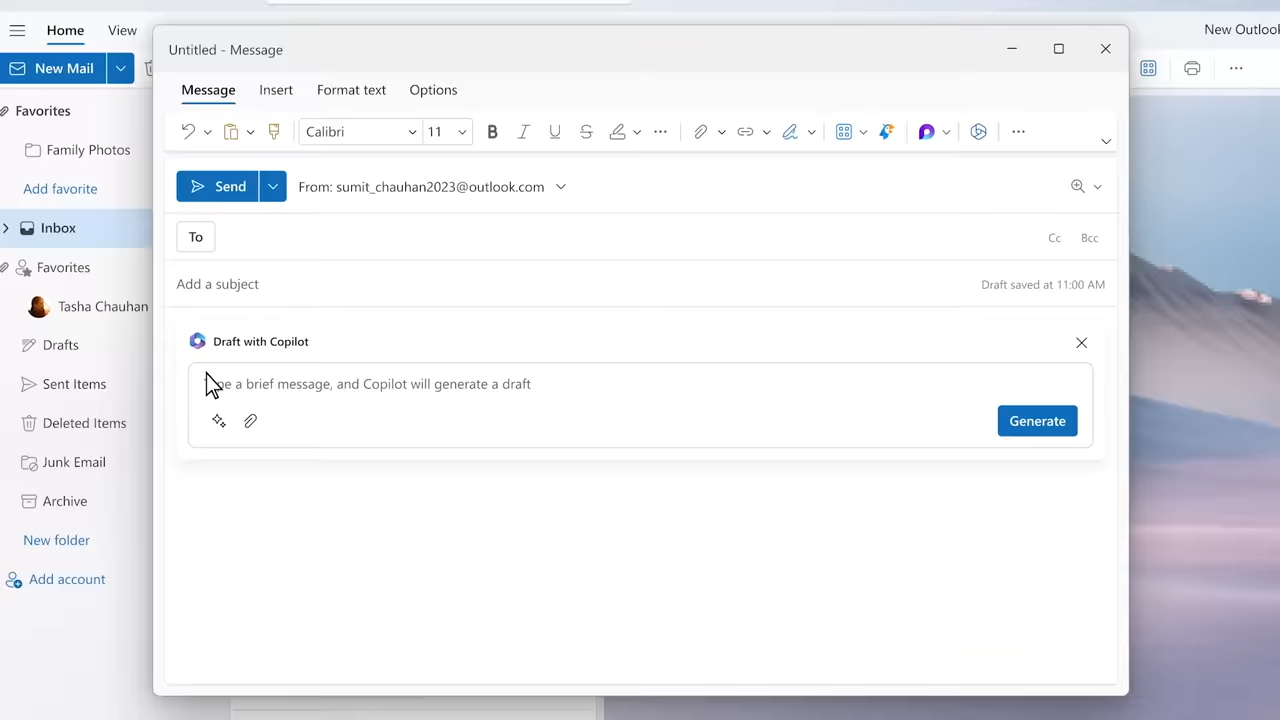 Home View
New Outlook
New Mail
Untitled - Message
Message Insert Format text Options
Calibri 11
Send From: sumit_chauhan2023@outlook.com
To Cc Bcc
Add a subject Draft saved at 11:00 AM
Draft with Copilot
a brief message, and Copilot will generate a draft
Generate
Favorites
Family Photos
Add favorite
Inbox
Favorites
Tasha Chauhan
Drafts
Sent Items
Deleted Items
Junk Email
Archive
New folder
Add account